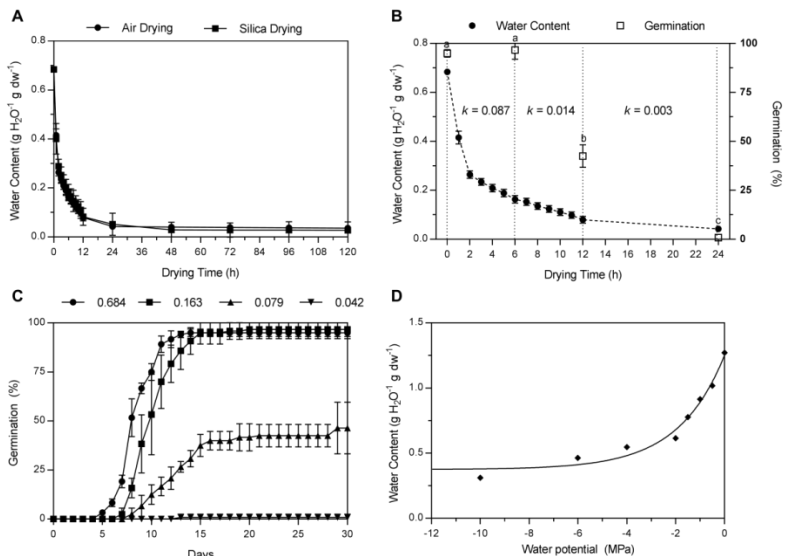 A
Air Drying
Silica Drying
Water Content (g H₂O⁻¹ g dw⁻¹)
0.8
0.6
0.4
0.2
0.0
0 12 24 36 48 60 72 84 96 108 120
Drying Time (h)
B
Water Content
Germination
Water Content (g H₂O⁻¹ g dw⁻¹)
0.8
0.6
0.4
0.2
0.0
a
a
b
c
k = 0.087
k = 0.014
k = 0.003
100
75
50
25
0
Germination (%)
0 2 4 6 8 10 12 14 16 18 20 22 24
Drying Time (h)
C
0.684 0.163 0.079 0.042
Germination (%)
100
75
50
25
0
0 5 10 15 20 25 30
Days
D
Water Content (g H₂O⁻¹ g dw⁻¹)
1.5
1.0
0.5
0.0
-12 -10 -8 -6 -4 -2 0
Water potential (MPa)